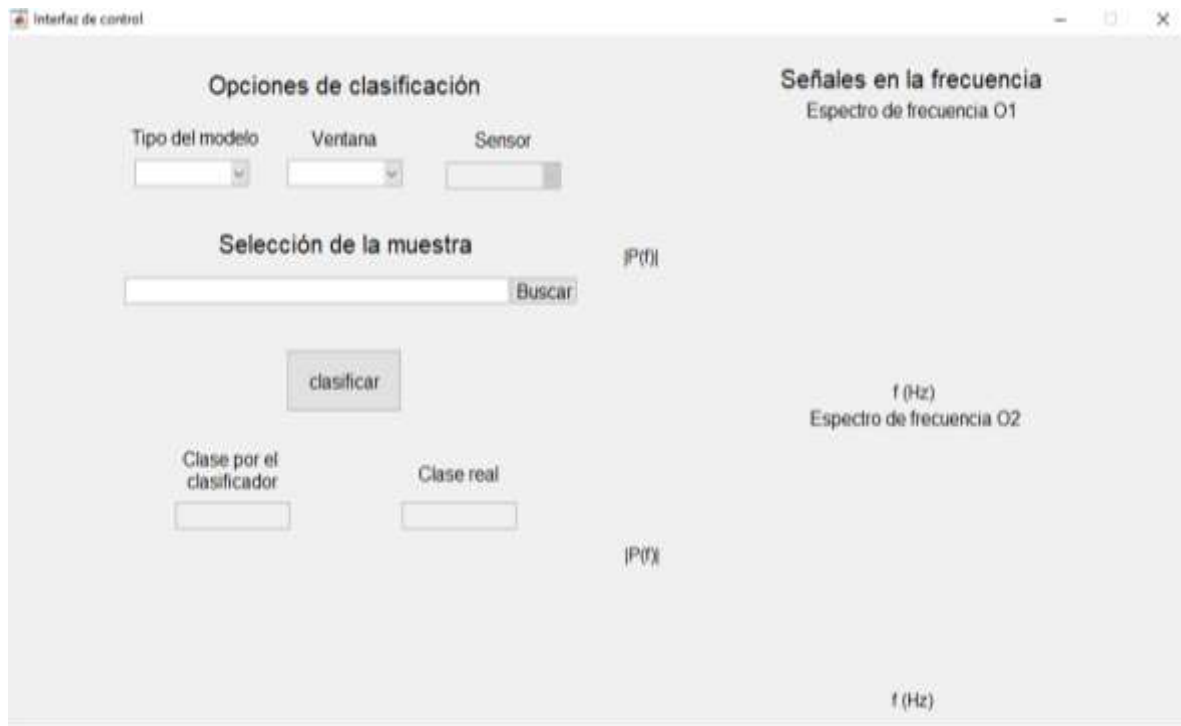 Interfaz de control
Opciones de clasificación
Tipo del modelo
Ventana
Sensor
Selección de la muestra
Buscar
clasificar
Clase por el
clasificador
Clase real
Señales en la frecuencia
Espectro de frecuencia O1
|P(f)|
f (Hz)
Espectro de frecuencia O2
|P(f)|
f (Hz)